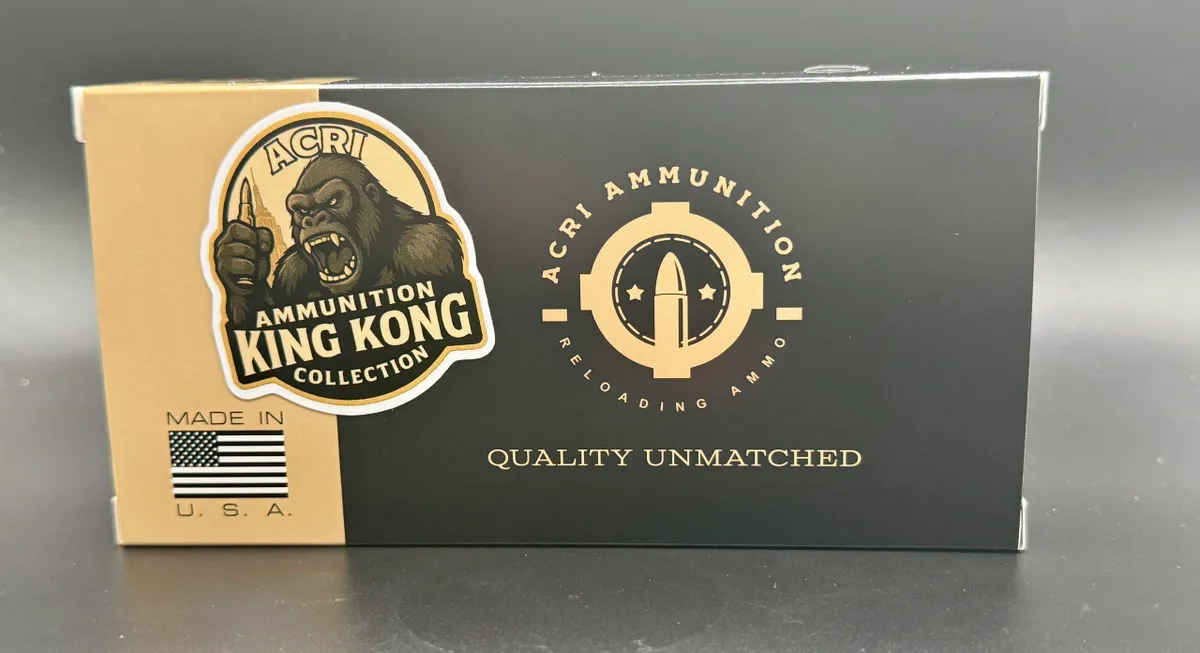 ACRI
AMMUNITION
KING KONG
COLLECTION
MADE IN
U. S. A.
ACRI AMMUNITION
RELOADING AMMO
QUALITY UNMATCHED